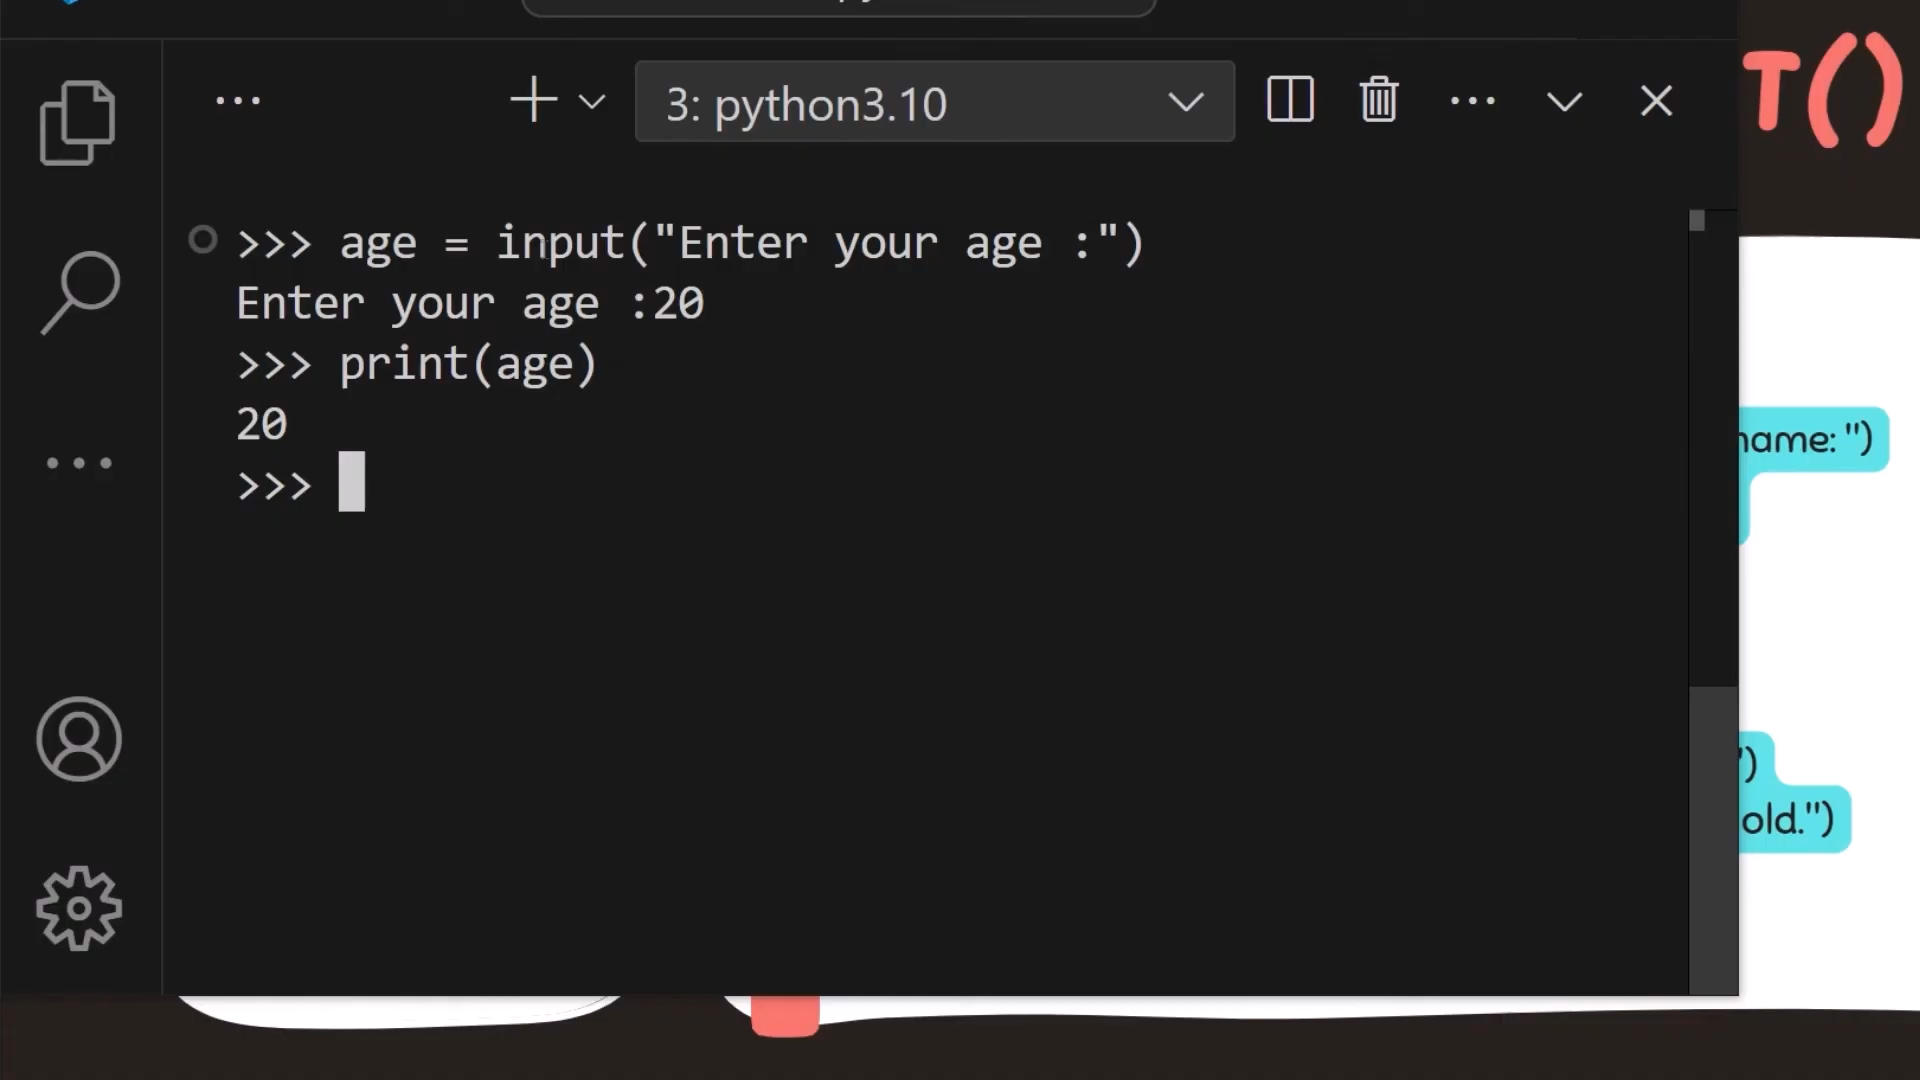 T()
3: python3.10
>>> age = input("Enter your age :")
Enter your age :20
>>> print(age)
20
>>>
name: ")
")
old.")